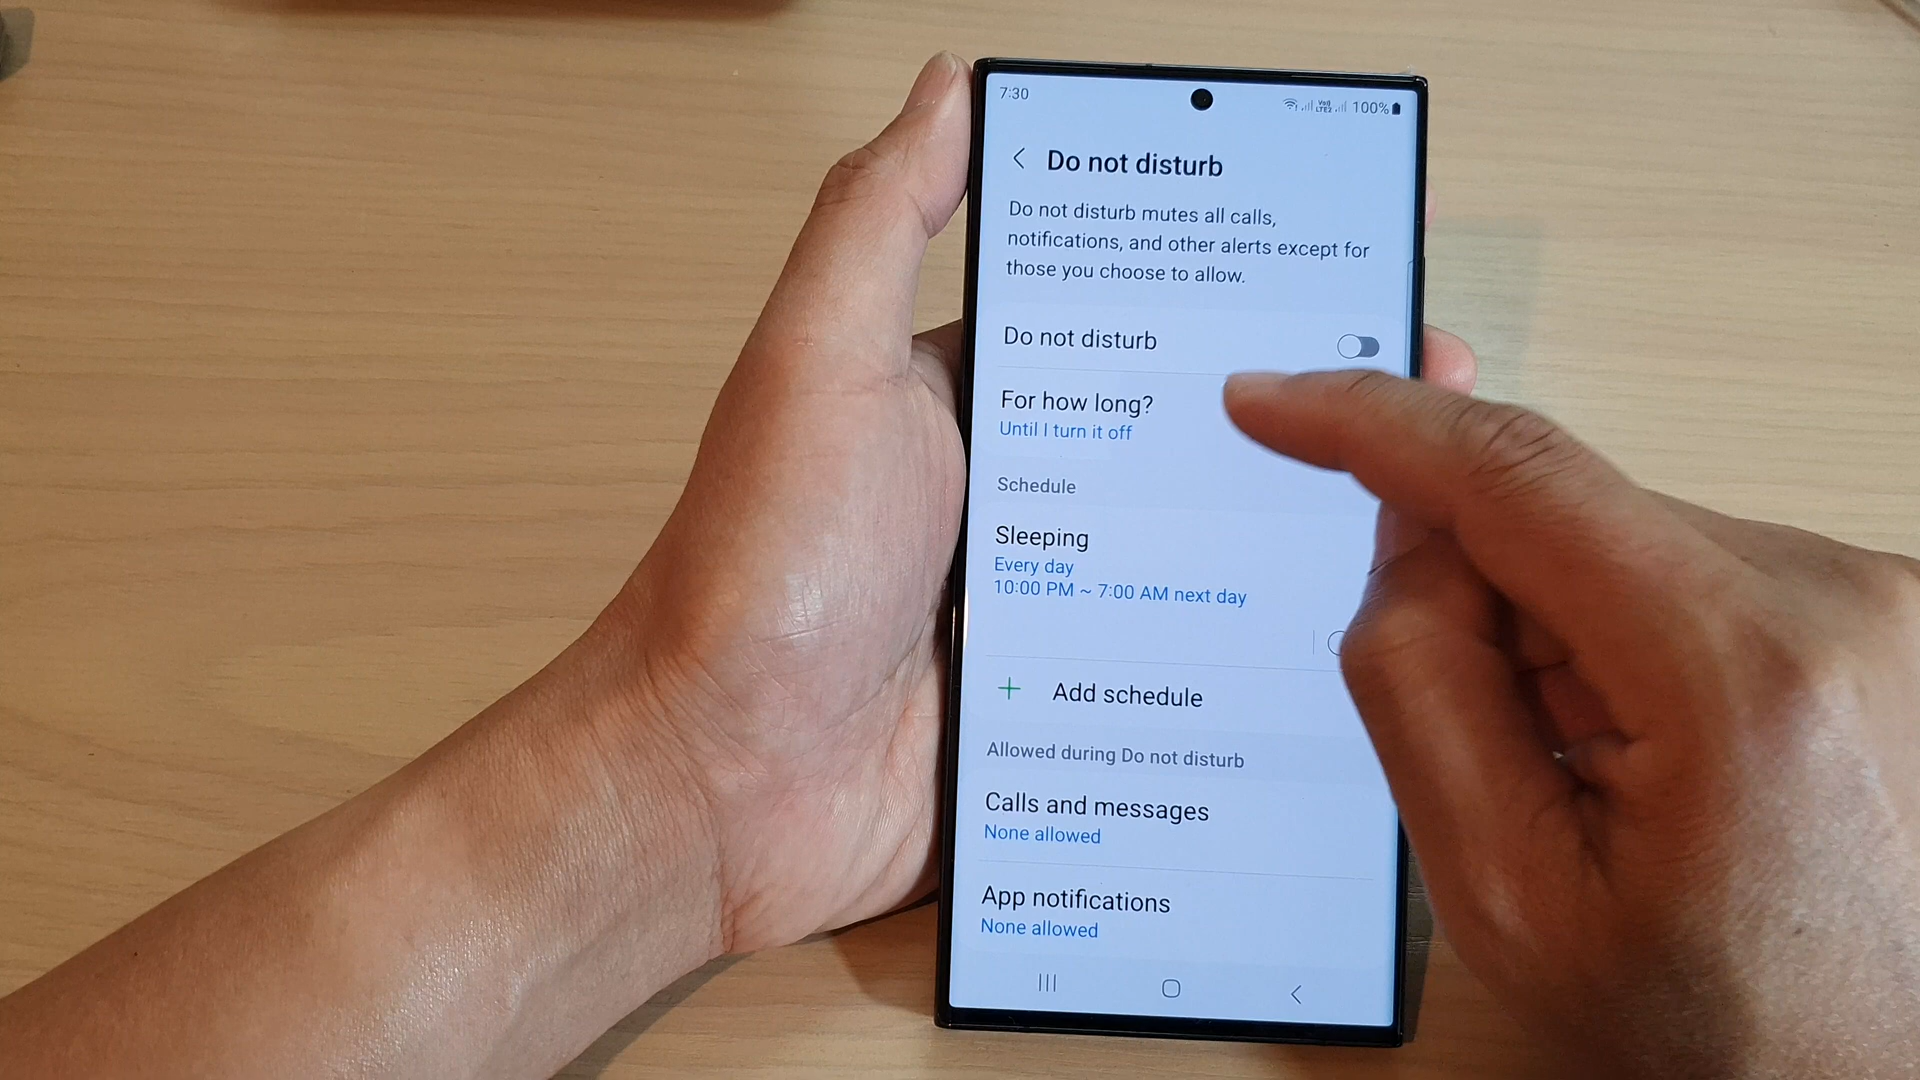 7:30
Voll LTE2 100%
Do not disturb
Do not disturb mutes all calls,
notifications, and other alerts except for
those you choose to allow.
Do not disturb
For how long?
Until I turn it off
Schedule
Sleeping
Every day
10:00 PM ~ 7:00 AM next day
Add schedule
Allowed during Do not disturb
Calls and messages
None allowed
App notifications
None allowed